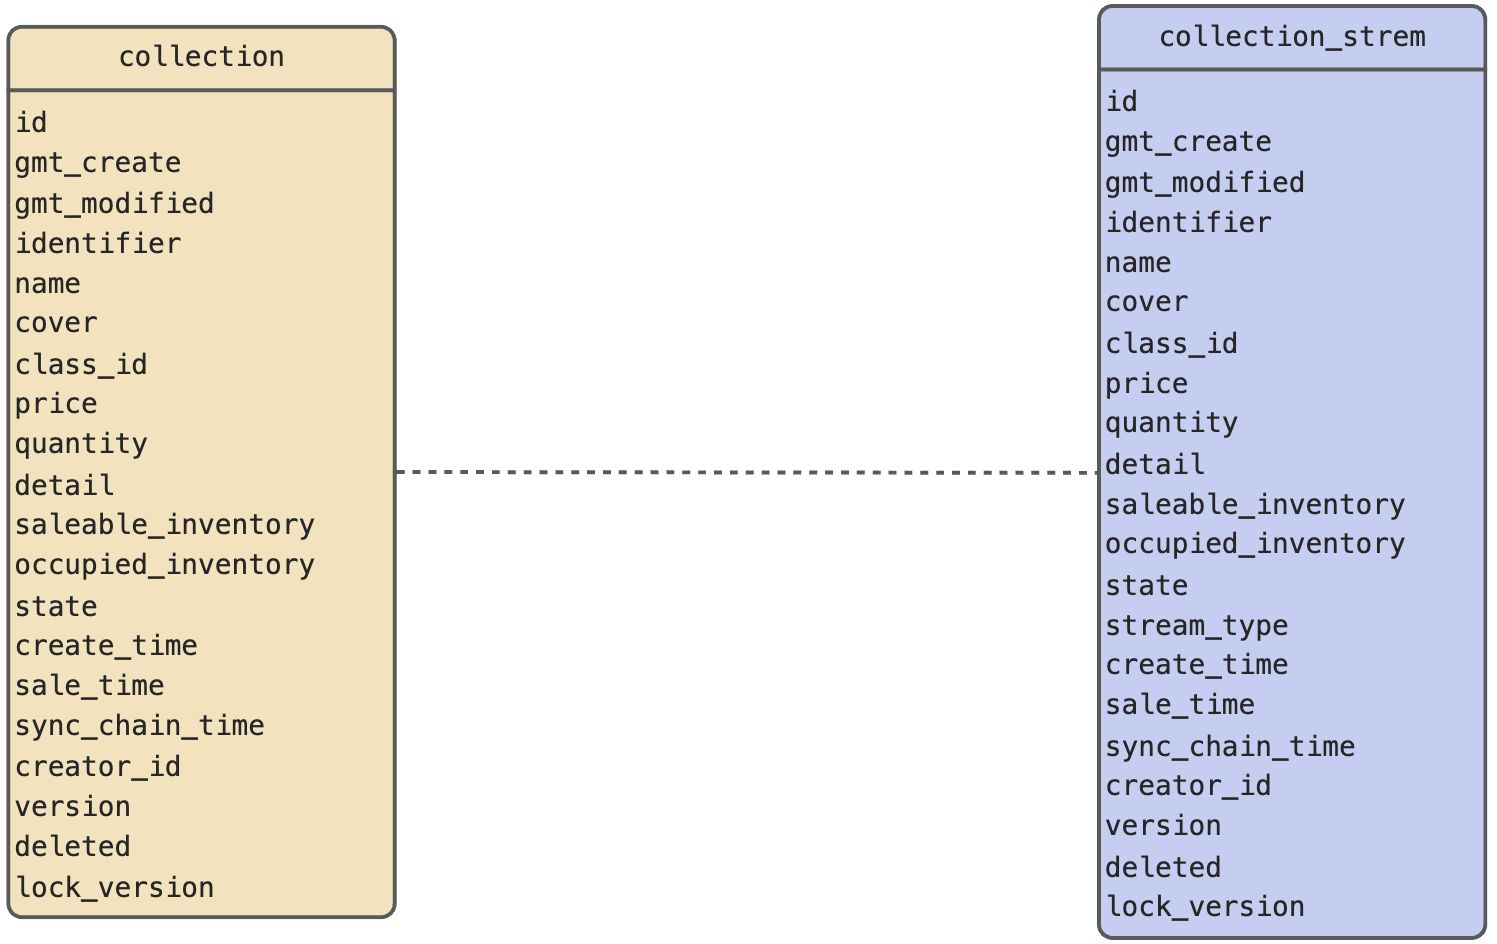 collection
id
gmt_create
gmt_modified
identifier
name
cover
class_id
price
quantity
detail
saleable_inventory
occupied_inventory
state
create_time
sale_time
sync_chain_time
creator_id
version
deleted
lock_version
collection_strem
id
gmt_create
gmt_modified
identifier
name
cover
class_id
price
quantity
detail
saleable_inventory
occupied_inventory
state
stream_type
create_time
sale_time
sync_chain_time
creator_id
version
deleted
lock_version